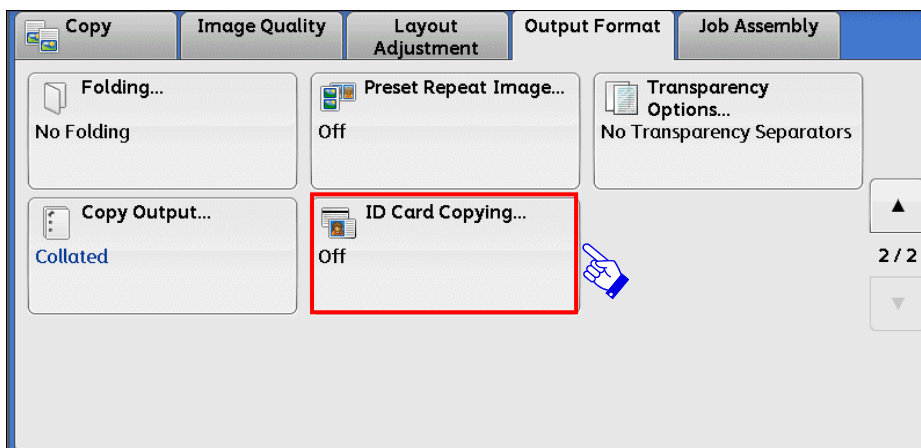 Copy
Image Quality
Layout
Adjustment
Output Format
Job Assembly
Folding...
No Folding
Preset Repeat Image...
Off
Transparency
Options...
No Transparency Separators
Copy Output...
Collated
ID Card Copying...
Off
2 / 2